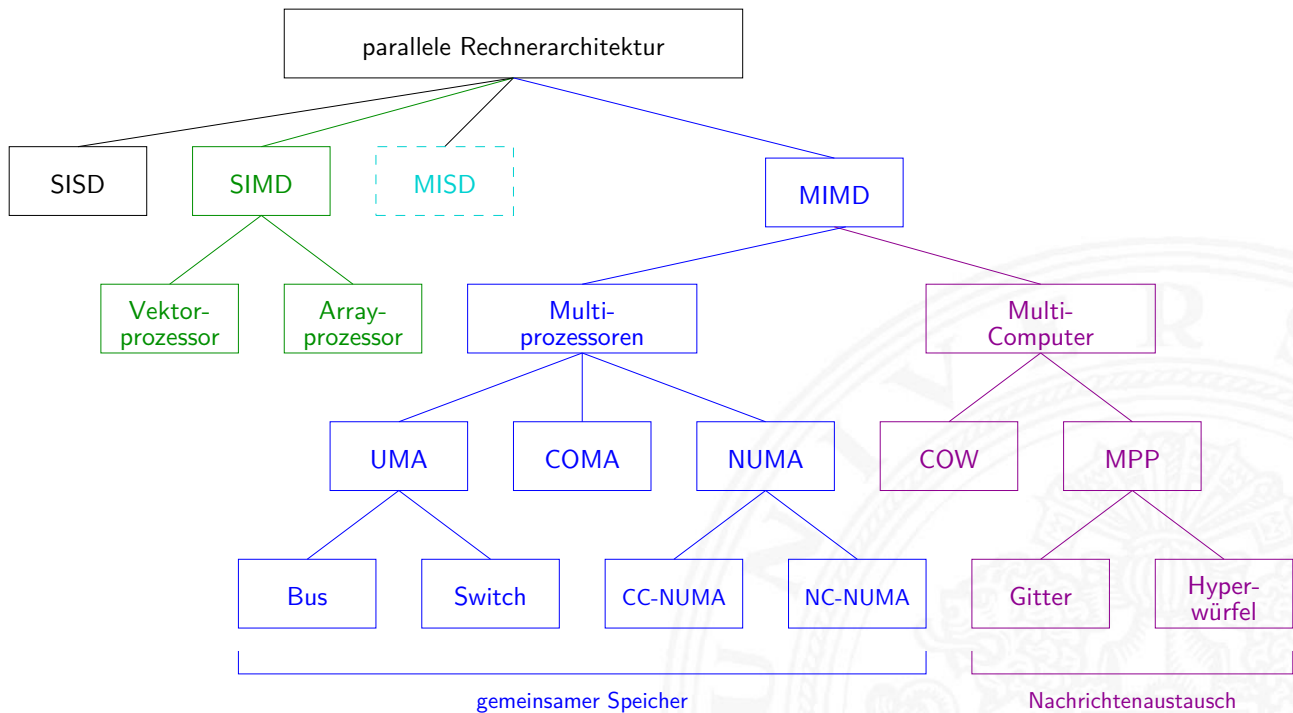 parallele Rechnerarchitektur
SISD
SIMD
MISD
MIMD
Vektor-
prozessor
Array-
prozessor
Multi-
prozessoren
Multi-
Computer
UMA
COMA
NUMA
COW
MPP
Bus
Switch
CC-NUMA
NC-NUMA
Gitter
Hyper-
würfel
gemeinsamer Speicher
Nachrichtenaustausch